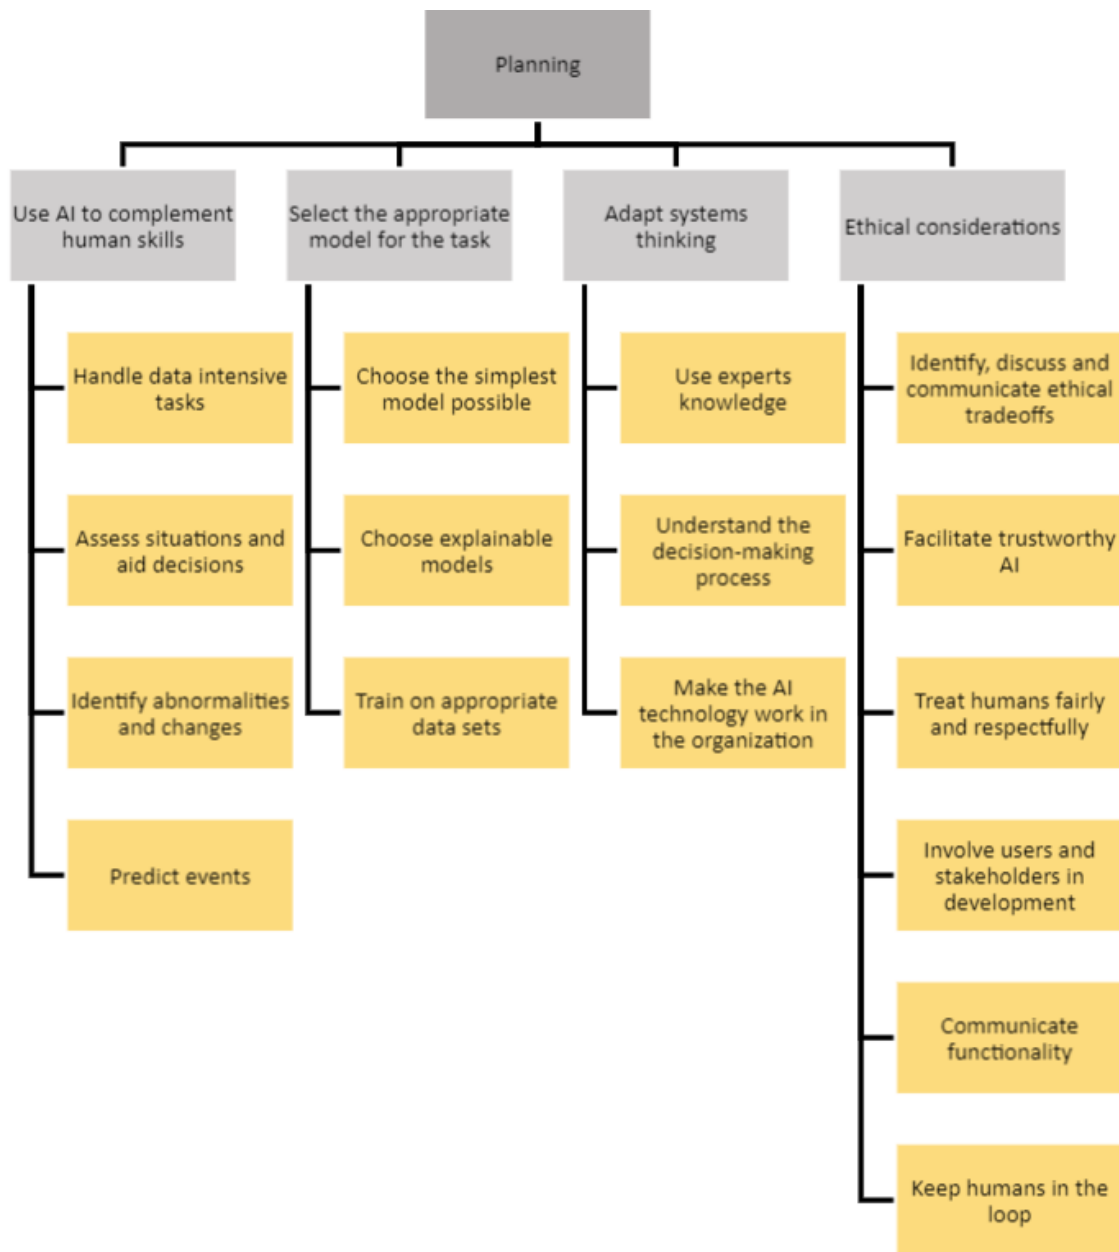 Planning
Use AI to complement
human skills
Select the appropriate
model for the task
Adapt systems
thinking
Ethical considerations
Handle data intensive
tasks
Assess situations and
aid decisions
Identify abnormalities
and changes
Predict events
Choose the simplest
model possible
Choose explainable
models
Train on appropriate
data sets
Use experts
knowledge
Understand the
decision-making
process
Make the AI
technology work in
the organization
Identify, discuss and
communicate ethical
tradeoffs
Facilitate trustworthy
AI
Treat humans fairly
and respectfully
Involve users and
stakeholders in
development
Communicate
functionality
Keep humans in the
loop